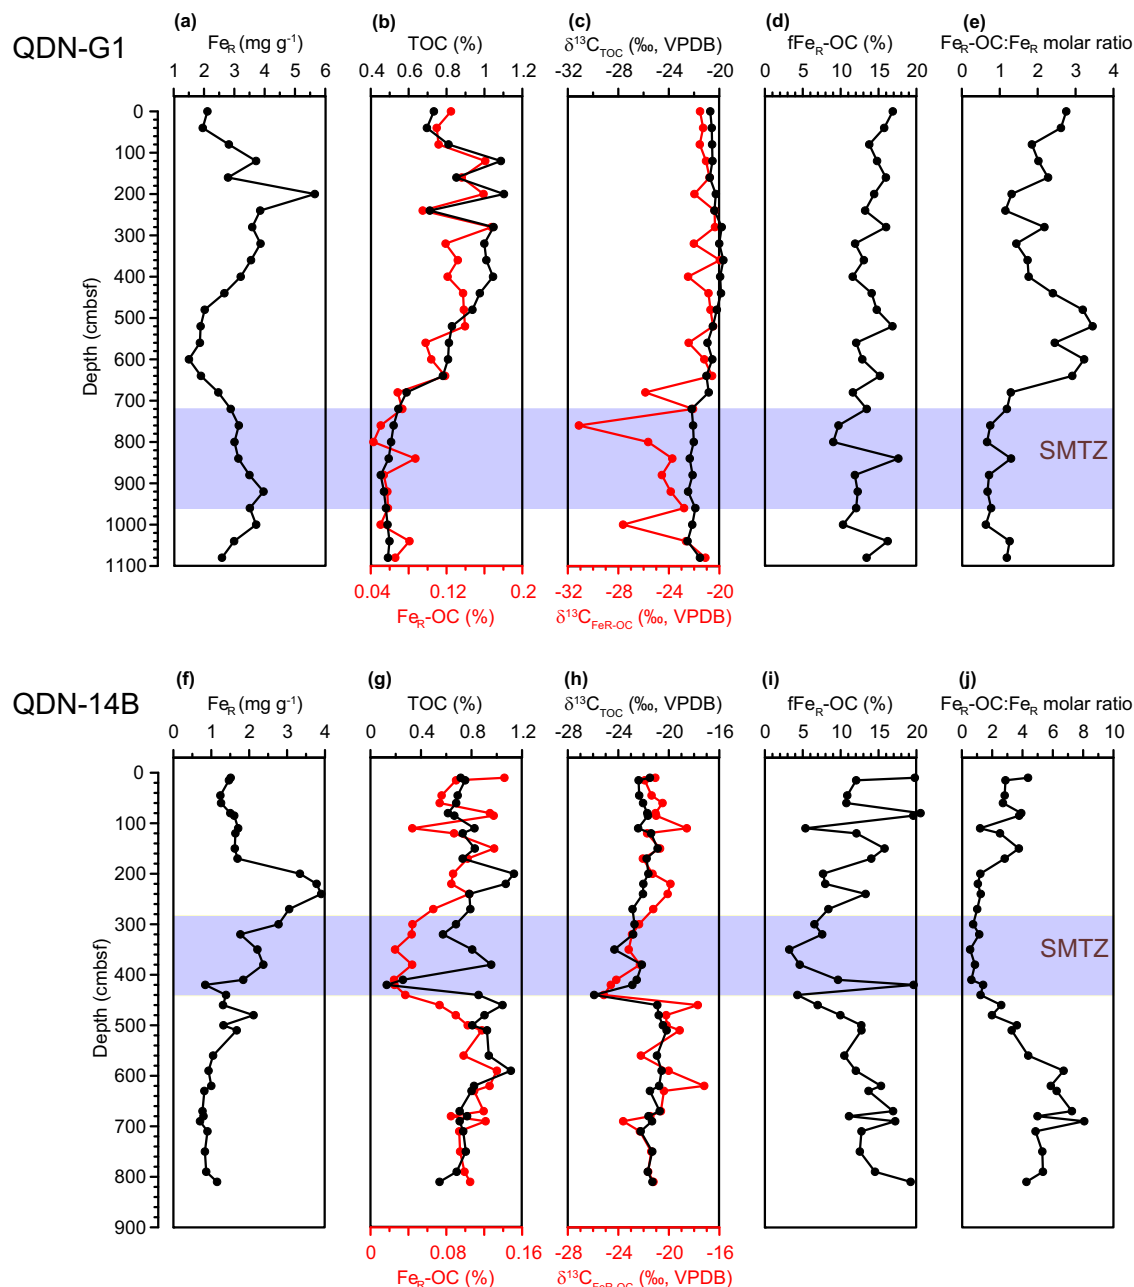 (a) (b) (c) (d) (e)
QDN-G1
FeR (mg g-1) TOC (%) δ13CTOC (‰, VPDB) fFeR-OC (%) FeR-OC:FeR molar ratio
1 2 3 4 5 6 0.4 0.6 0.8 1 1.2 -32 -28 -24 -20 0 5 10 15 20 0 1 2 3 4
0
100
200
300
400
500
600
700
800
900
1000
1100
Depth (cmbsf)
SMTZ
0.04 0.12 0.2 -32 -28 -24 -20
FeR-OC (%) δ13CFeR-OC (‰, VPDB)
(f) (g) (h) (i) (j)
QDN-14B
FeR (mg g-1) TOC (%) δ13CTOC (‰, VPDB) fFeR-OC (%) FeR-OC:FeR molar ratio
0 1 2 3 4 0 0.4 0.8 1.2 -28 -24 -20 -16 0 5 10 15 20 0 2 4 6 8 10
0
100
200
300
400
500
600
700
800
900
Depth (cmbsf)
SMTZ
0 0.08 0.16 -28 -24 -20 -16
FeR-OC (%) δ13CFeR-OC (‰, VPDB)